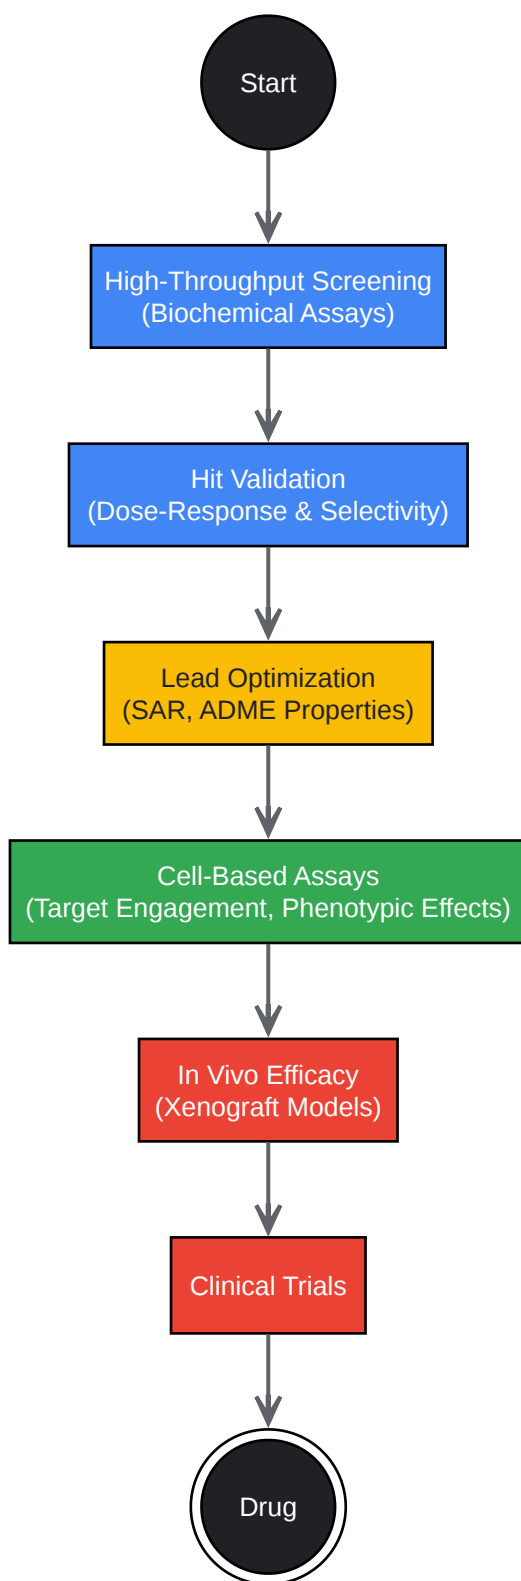 Start
High-Throughput Screening
(Biochemical Assays)
Hit Validation
(Dose-Response & Selectivity)
Lead Optimization
(SAR, ADME Properties)
Cell-Based Assays
(Target Engagement, Phenotypic Effects)
In Vivo Efficacy
(Xenograft Models)
Clinical Trials
Drug